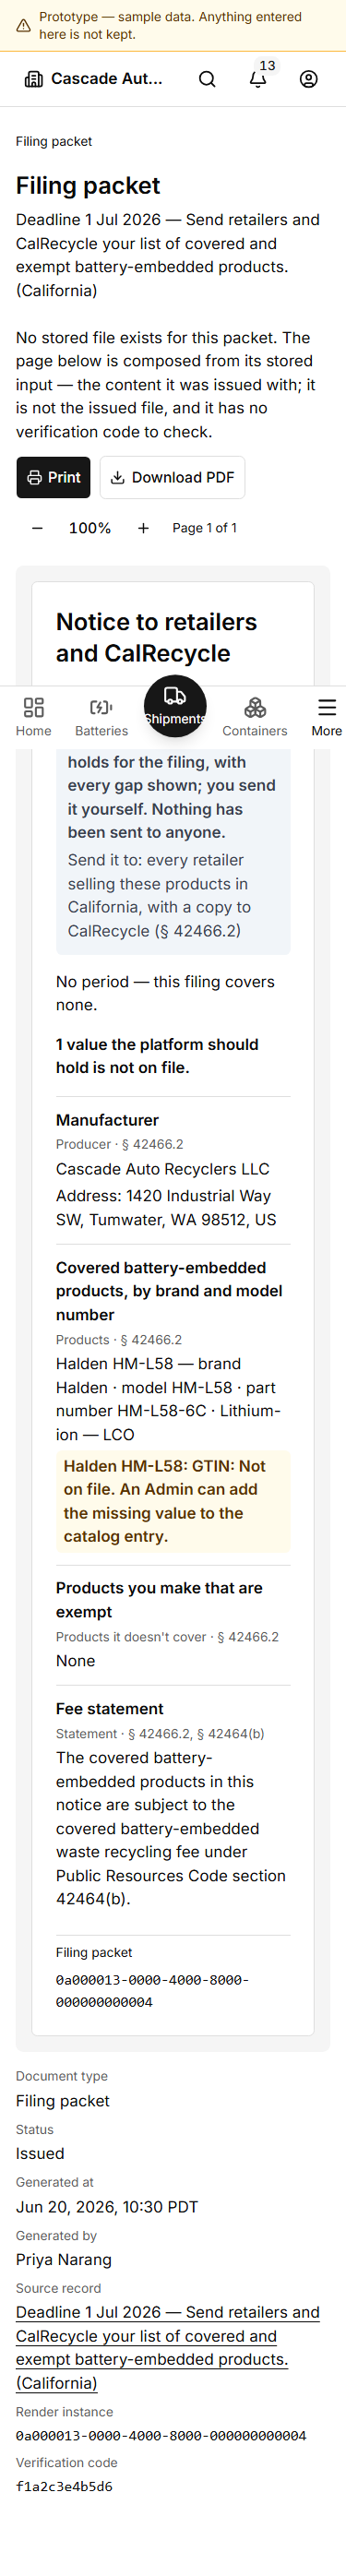 Prototype — sample data. Anything entered
here is not kept.
Cascade Aut...
13
Filing packet
Filing packet
Deadline 1 Jul 2026 — Send retailers and
CalRecycle your list of covered and
exempt battery-embedded products.
(California)
No stored file exists for this packet. The
page below is composed from its stored
input — the content it was issued with; it
is not the issued file, and it has no
verification code to check.
Print
Download PDF
100%
Page 1 of 1
Notice to retailers
and CalRecycle
Home
Batteries
Shipments
Containers
More
holds for the filing, with
every gap shown; you send
it yourself. Nothing has
been sent to anyone.
Send it to: every retailer
selling these products in
California, with a copy to
CalRecycle (§ 42466.2)
No period — this filing covers
none.
1 value the platform should
hold is not on file.
Manufacturer
Producer · § 42466.2
Cascade Auto Recyclers LLC
Address: 1420 Industrial Way
SW, Tumwater, WA 98512, US
Covered battery-embedded
products, by brand and model
number
Products · § 42466.2
Halden HM-L58 — brand
Halden · model HM-L58 · part
number HM-L58-6C · Lithium-
ion — LCO
Halden HM-L58: GTIN: Not
on file. An Admin can add
the missing value to the
catalog entry.
Products you make that are
exempt
Products it doesn't cover · § 42466.2
None
Fee statement
Statement · § 42466.2, § 42464(b)
The covered battery-
embedded products in this
notice are subject to the
covered battery-embedded
waste recycling fee under
Public Resources Code section
42464(b).
Filing packet
0a000013-0000-4000-8000-
000000000004
Document type
Filing packet
Status
Issued
Generated at
Jun 20, 2026, 10:30 PDT
Generated by
Priya Narang
Source record
Deadline 1 Jul 2026 — Send retailers and
CalRecycle your list of covered and
exempt battery-embedded products.
(California)
Render instance
0a000013-0000-4000-8000-000000000004
Verification code
f1a2c3e4b5d6